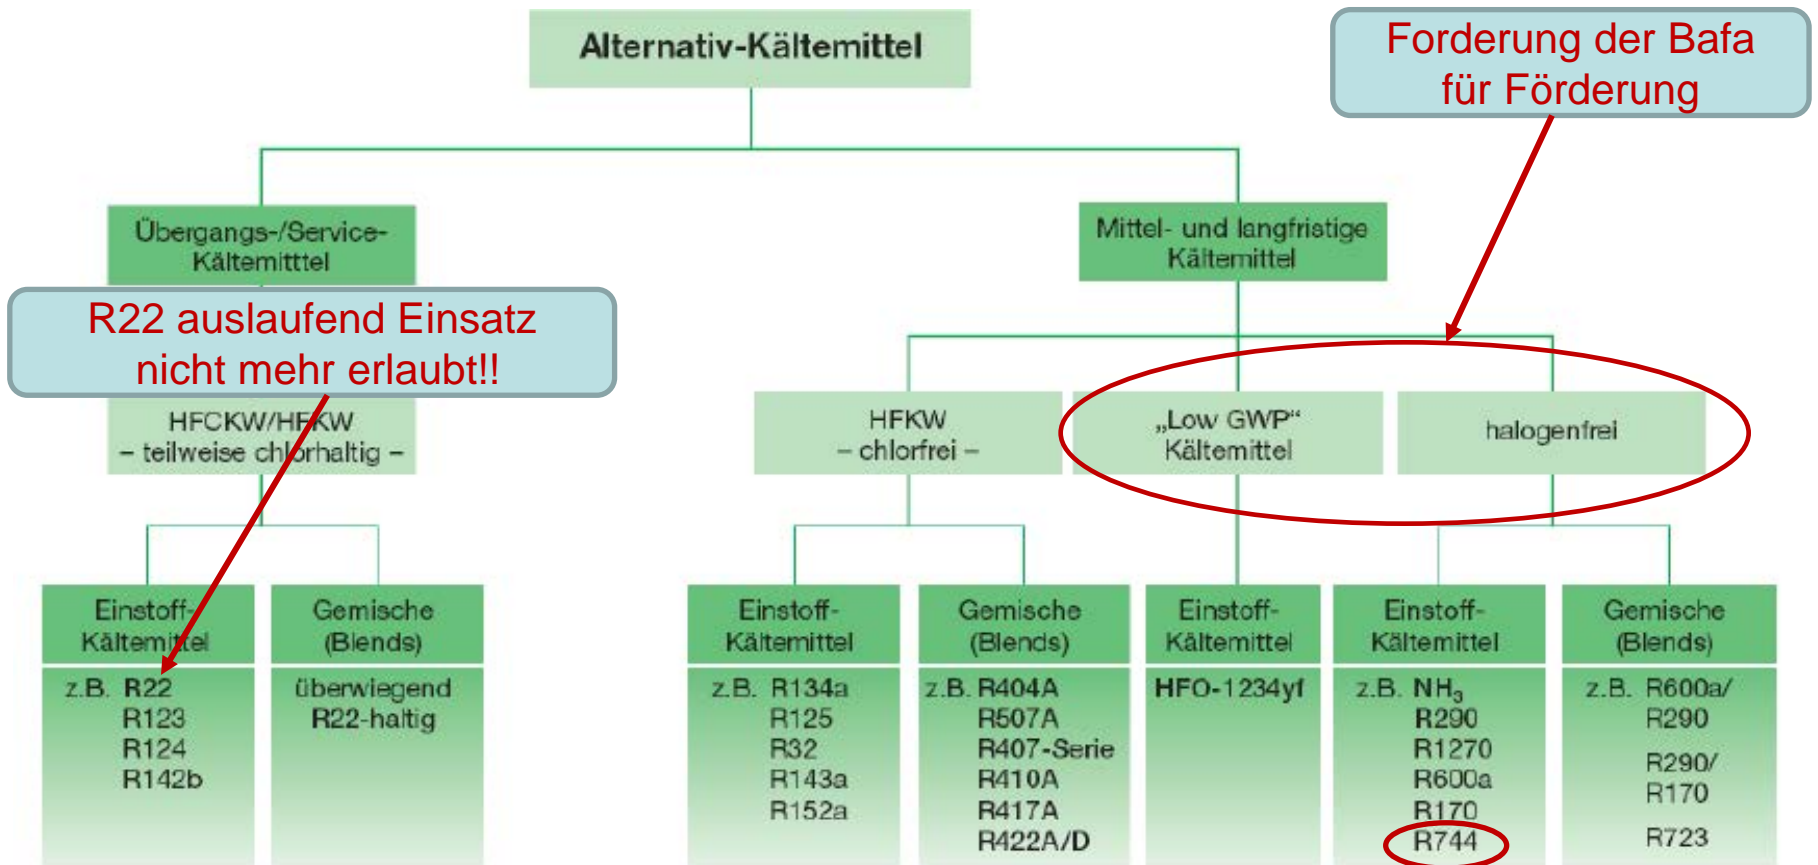 Alternativ-Kältemittel
Forderung der Bafa
für Förderung
Übergangs-/Service-
Kältemitttel
Mittel- und langfristige
Kältemittel
R22 auslaufend Einsatz
nicht mehr erlaubt!!
HFCKW/HFKW
– teilweise chlorhaltig –
HFKW
– chlorfrei –
„Low GWP“
Kältemittel
halogenfrei
Einstoff-
Kältemittel
z.B. R22
R123
R124
R142b
Gemische
(Blends)
überwiegend
R22-haltig
Einstoff-
Kältemittel
z.B. R134a
R125
R32
R143a
R152a
Gemische
(Blends)
z.B. R404A
R507A
R407-Serie
R410A
R417A
R422A/D
Einstoff-
Kältemittel
HFO-1234yf
Einstoff-
Kältemittel
z.B. NH₃
R290
R1270
R600a
R170
R744
Gemische
(Blends)
z.B. R600a/
R290
R290/
R170
R723